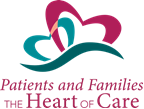 Patients and Families
THE Heart OF Care